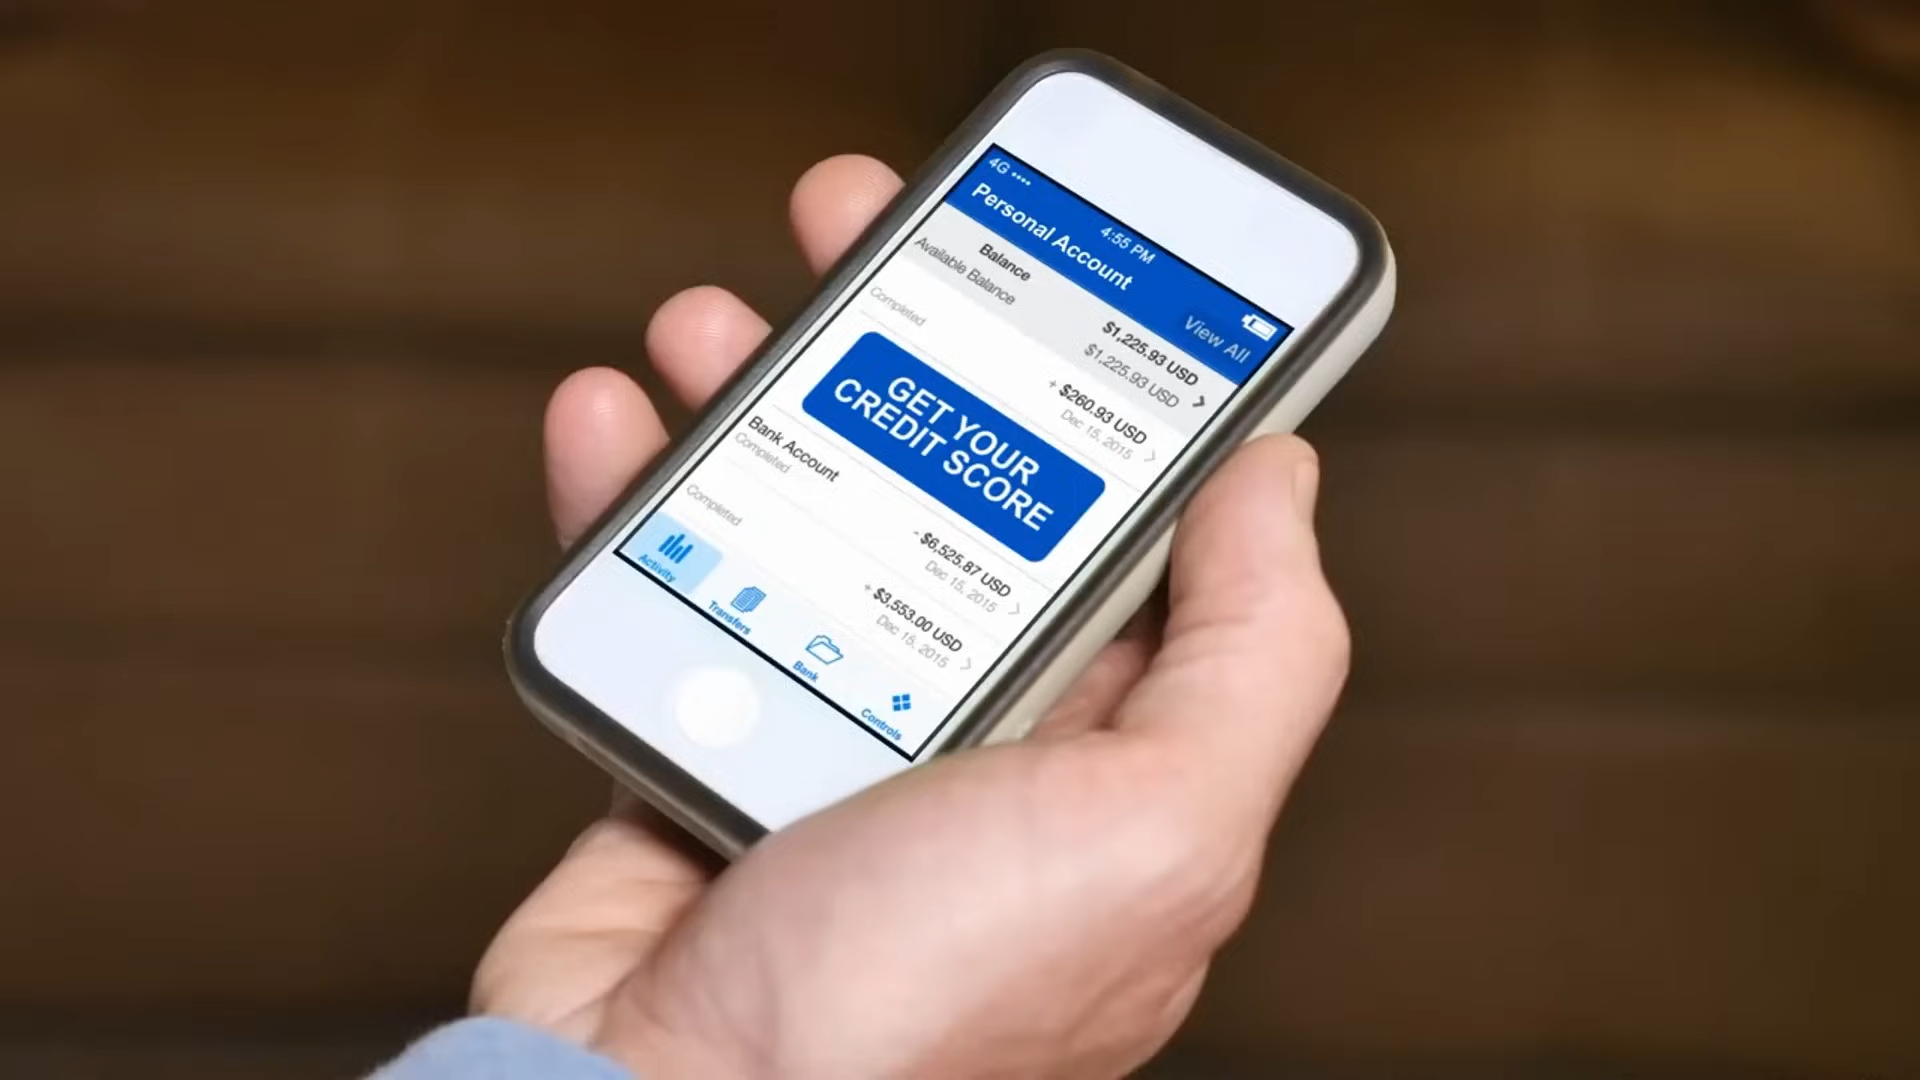 4G
4:55 PM
Personal Account
View All
Balance
$1,225.93 USD
Available Balance
$1,225.93 USD
Completed
+ $260.93 USD
Dec 15, 2015
GET YOUR
CREDIT SCORE
Bank Account
Completed
- $6,525.87 USD
Dec 15, 2015
Completed
+ $3,553.00 USD
Dec 15, 2015
Activity
Transfers
Bank
Controls